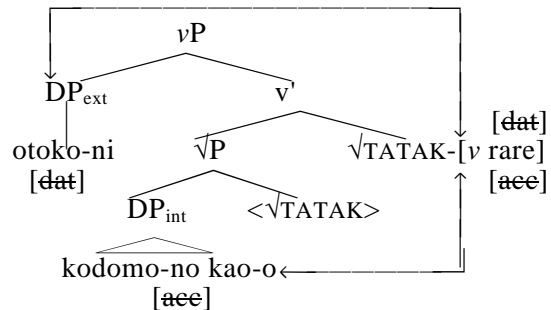 vP
DPext v'
[dat]
otoko-ni √P √TATAK-[v rare]
[dat] [acc]
DPint <√TATAK>
kodomo-no kao-o
[acc]